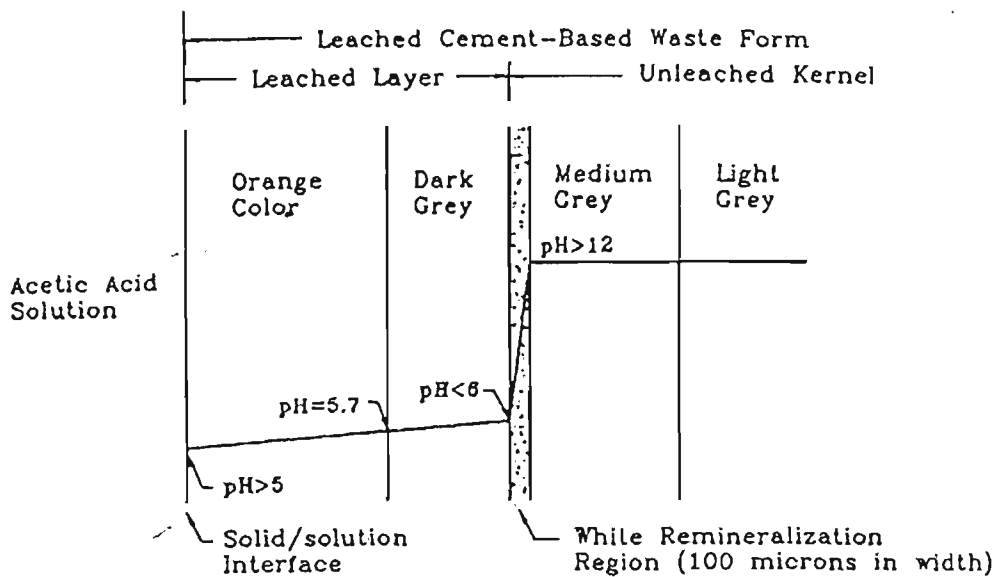 Leached Cement-Based Waste Form
Leached Layer
Unleached Kernel
Orange
Color
Dark
Grey
Medium
Grey
Light
Grey
pH>12
Acetic Acid
Solution
pH=5.7
pH<6
pH>5
Solid/solution
Interface
While Remineralization
Region (100 microns in width)